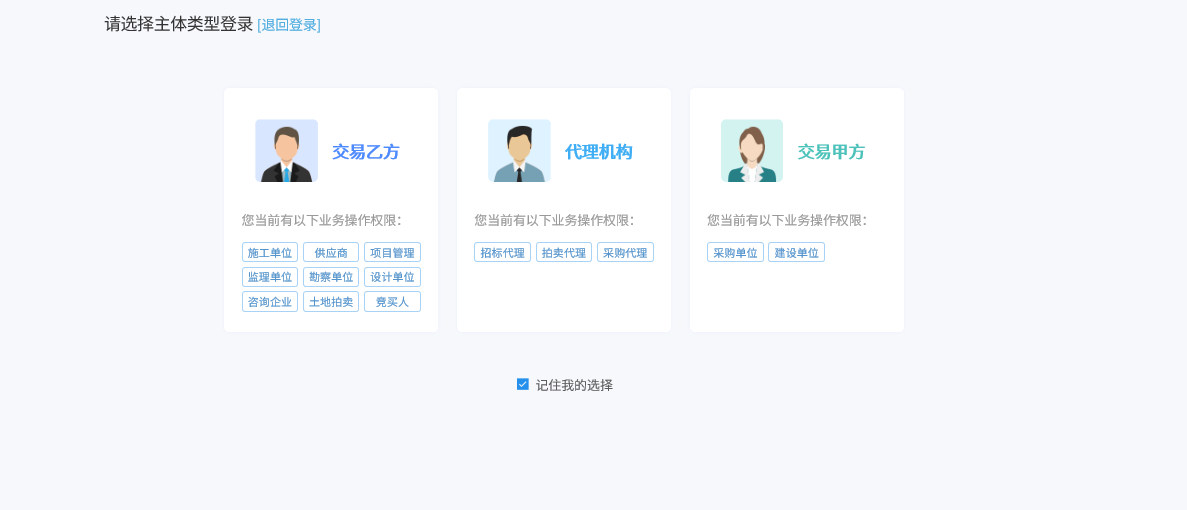 请选择主体类型登录 [退回登录]
交易乙方
您当前有以下业务操作权限：
施工单位 供应商 项目管理
监理单位 勘察单位 设计单位
咨询企业 土地拍卖 竞买人
代理机构
您当前有以下业务操作权限：
招标代理 拍卖代理 采购代理
交易甲方
您当前有以下业务操作权限：
采购单位 建设单位
记住我的选择